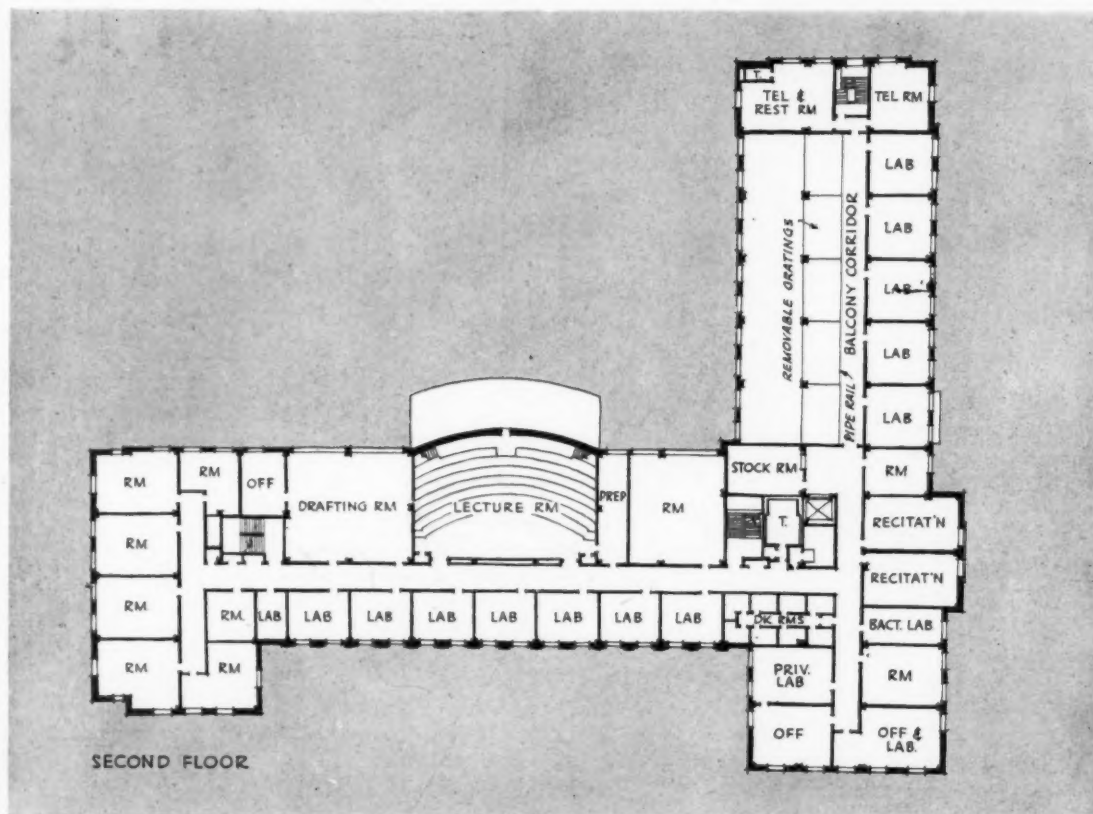 T.
TEL &
REST RM
TEL RM
LAB
LAB
LAB
LAB
LAB
REMOVABLE GRATINGS
PIPE RAIL
BALCONY CORRIDOR
RM
RM
OFF
DRAFTING RM
LECTURE RM
PREP
RM
STOCK RM
T.
RM
RECITAT'N
RECITAT'N
RM
RM
RM.
LAB
LAB
LAB
LAB
LAB
LAB
LAB
LAB
DK. RMS
BACT. LAB
RM
RM
PRIV.
LAB
RM
OFF
OFF &
LAB.
SECOND FLOOR